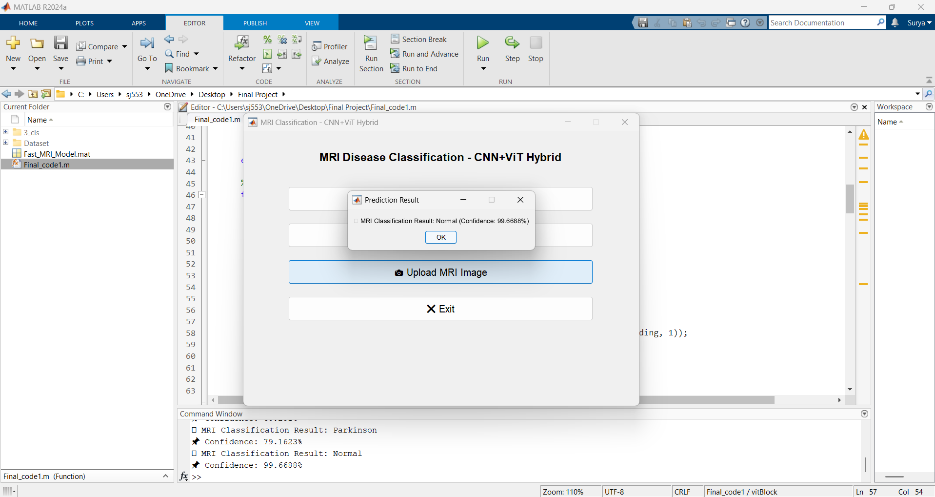 MATLAB R2024a
HOME PLOTS APPS EDITOR PUBLISH VIEW
Search Documentation Surya
New Open Save Compare Print
FILE
Go To Find Bookmark
NAVIGATE
Refactor
CODE
Profiler
Analyze
ANALYZE
Run Section
Section Break
Run and Advance
Run to End
SECTION
Run Step Stop
RUN
C: Users sj553 OneDrive Desktop Final Project
Current Folder
Name
3_cls
Dataset
Fast_MRI_Model.mat
Final_code1.m
Final_code1.m (Function)
Editor - C:\Users\sj553\OneDrive\Desktop\Final Project\Final_code1.m
Final_code1.m
40
41
42
43
44
45
46
47
48
49
50
51
52
53
54
55
56
57
58 ding, 1));
59
60
61
62
63
MRI Classification - CNN+ViT Hybrid
MRI Disease Classification - CNN+ViT Hybrid
Prediction Result
MRI Classification Result: Normal (Confidence: 99.6668%)
OK
Upload MRI Image
Exit
Workspace
Name
Command Window
MRI Classification Result: Parkinson
Confidence: 79.1623%
MRI Classification Result: Normal
Confidence: 99.6638%
fx >>
Zoom: 110% UTF-8 CRLF Final_code1 / vitBlock Ln 57 Col 54